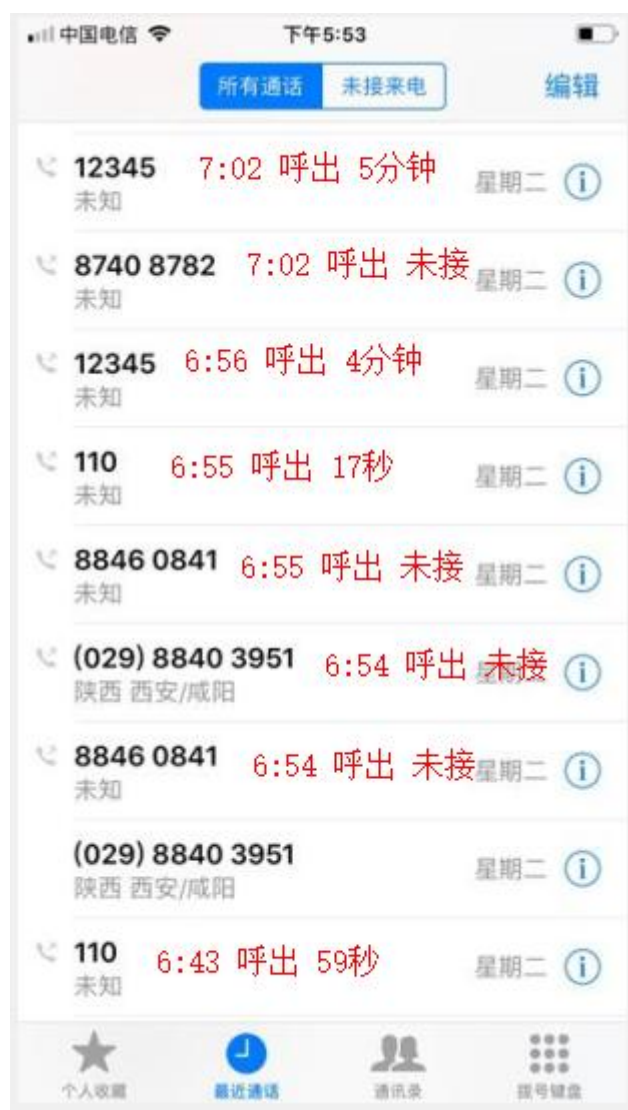 中国电信 下午5:53
所有通话 未接来电 编辑
12345 7:02 呼出 5分钟 星期二
未知
8740 8782 7:02 呼出 未接 星期二
未知
12345 6:56 呼出 4分钟 星期二
未知
110 6:55 呼出 17秒 星期二
未知
8846 0841 6:55 呼出 未接 星期二
未知
(029) 8840 3951 6:54 呼出 未接 星期二
陕西 西安/咸阳
8846 0841 6:54 呼出 未接 星期二
未知
(029) 8840 3951 星期二
陕西 西安/咸阳
110 6:43 呼出 59秒 星期二
未知
个人收藏 最近通话 通讯录 拨号键盘